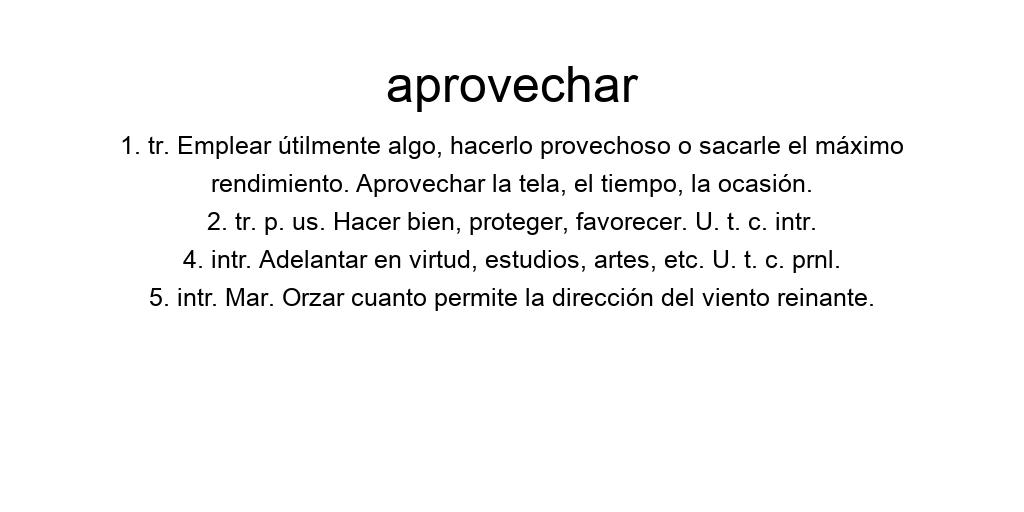 aprovechar
1. tr. Emplear útilmente algo, hacerlo provechoso o sacarle el máximo
rendimiento. Aprovechar la tela, el tiempo, la ocasión.
2. tr. p. us. Hacer bien, proteger, favorecer. U. t. c. intr.
4. intr. Adelantar en virtud, estudios, artes, etc. U. t. c. prnl.
5. intr. Mar. Orzar cuanto permite la dirección del viento reinante.